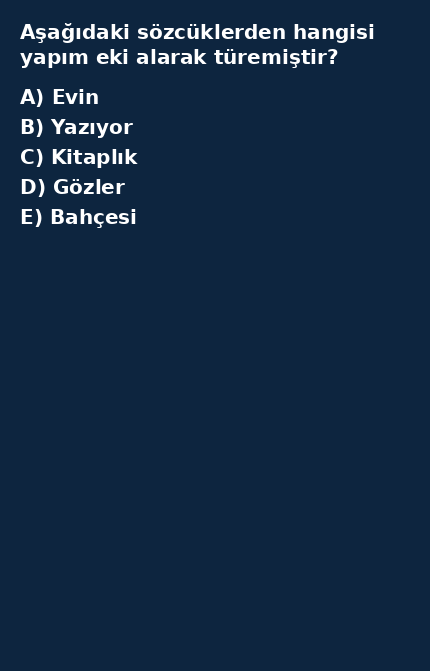 Aşağıdaki sözcüklerden hangisi
yapım eki alarak türemiştir?
A) Evin
B) Yazıyor
C) Kitaplık
D) Gözler
E) Bahçesi